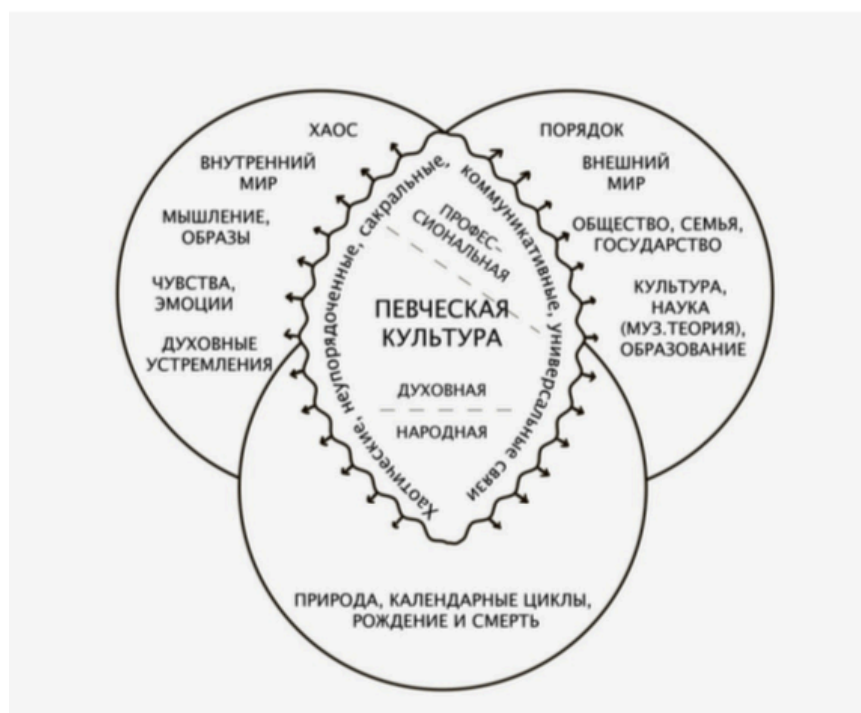 ХАОС
ВНУТРЕННИЙ
МИР
МЫШЛЕНИЕ,
ОБРАЗЫ
ЧУВСТВА,
ЭМОЦИИ
ДУХОВНЫЕ
УСТРЕМЛЕНИЯ
ПОРЯДОК
ВНЕШНИЙ
МИР
ОБЩЕСТВО, СЕМЬЯ,
ГОСУДАРСТВО
КУЛЬТУРА,
НАУКА
(МУЗ.ТЕОРИЯ),
ОБРАЗОВАНИЕ
Хаотические, неупорядоченные, сакральные,
коммуникативные, универсальные связи
ПРОФЕС-
СИОНАЛЬНАЯ
ПЕВЧЕСКАЯ
КУЛЬТУРА
ДУХОВНАЯ
НАРОДНАЯ
ПРИРОДА, КАЛЕНДАРНЫЕ ЦИКЛЫ,
РОЖДЕНИЕ И СМЕРТЬ